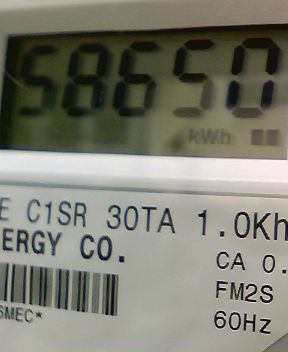 58650
kWh
E C1SR 30TA 1.0Kh
ERGY CO.
CA 0.
FM2S
60Hz
SMEC*